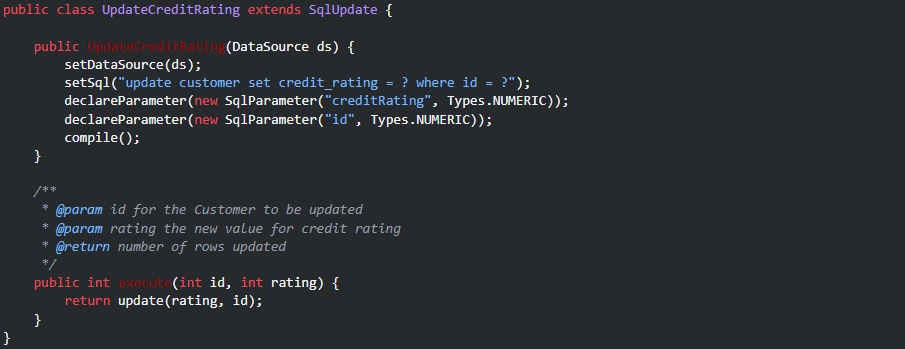 public class UpdateCreditRating extends SqlUpdate {
public UpdateCreditRating(DataSource ds) {
setDataSource(ds);
setSql("update customer set credit_rating = ? where id = ?");
declareParameter(new SqlParameter("creditRating", Types.NUMERIC));
declareParameter(new SqlParameter("id", Types.NUMERIC));
compile();
}
/**
* @param id for the Customer to be updated
* @param rating the new value for credit rating
* @return number of rows updated
*/
public int execute(int id, int rating) {
return update(rating, id);
}
}